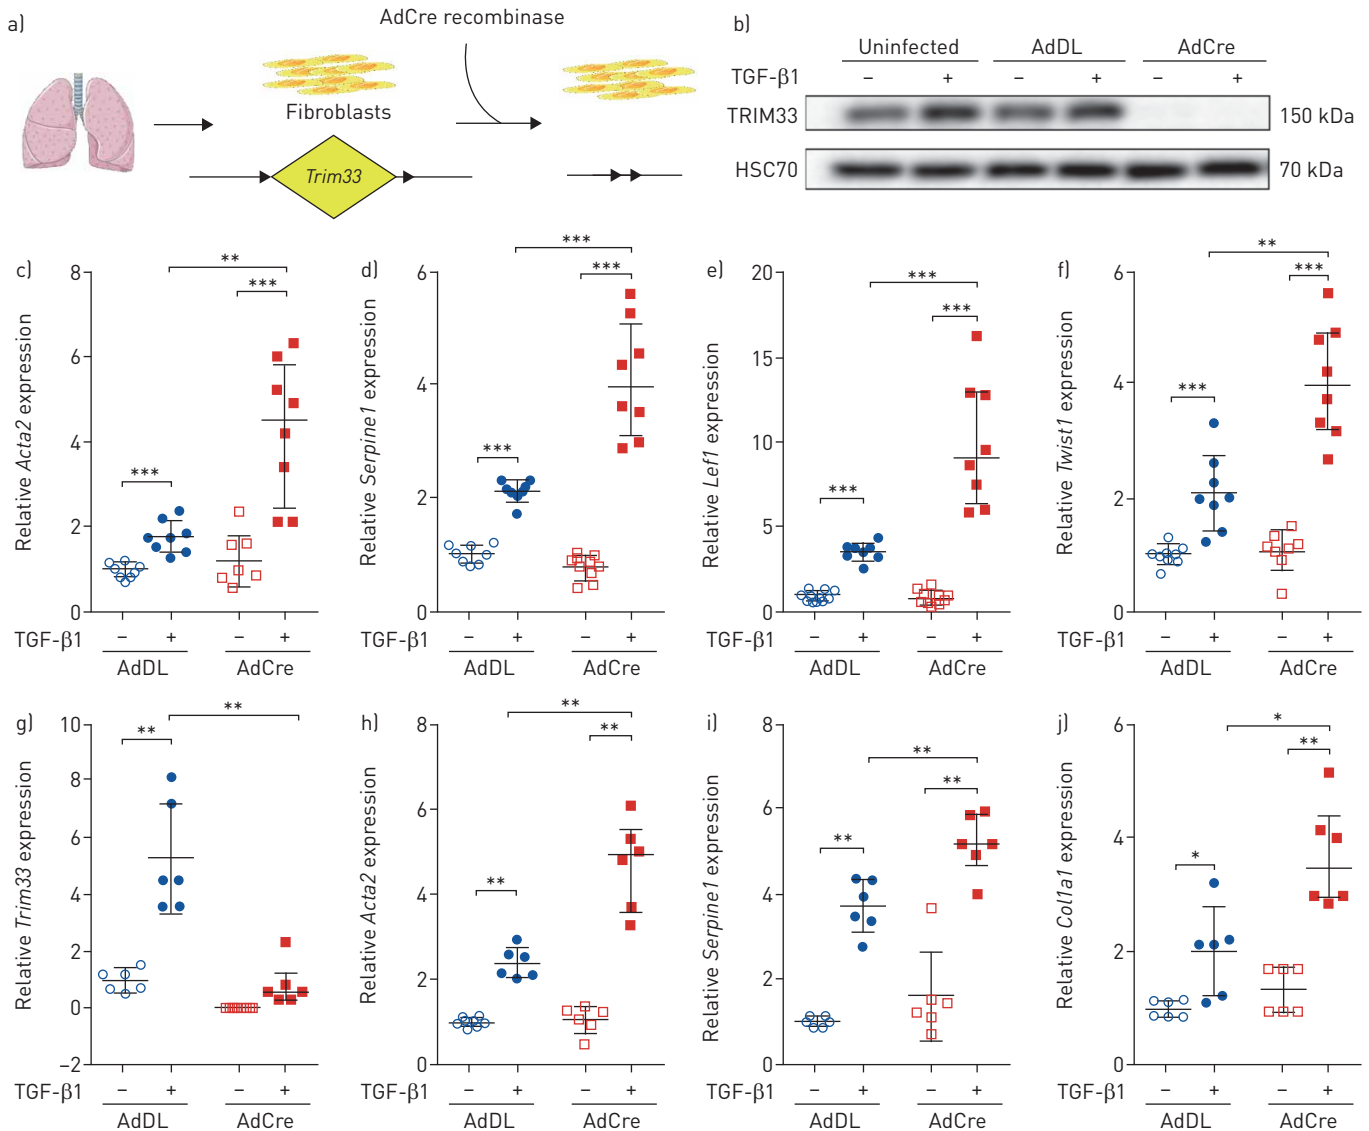 a)
AdCre recombinase
Fibroblasts
Trim33
b)
Uninfected AdDL AdCre
TGF-β1 – + – + – +
TRIM33 150 kDa
HSC70 70 kDa
c)
Relative Acta2 expression
8
6
4
2
0
***
***
**
TGF-β1 – + – +
AdDL AdCre
d)
Relative Serpine1 expression
6
4
2
0
***
***
***
TGF-β1 – + – +
AdDL AdCre
e)
Relative Lef1 expression
20
15
10
5
0
***
***
***
TGF-β1 – + – +
AdDL AdCre
f)
Relative Twist1 expression
6
4
2
0
***
***
**
TGF-β1 – + – +
AdDL AdCre
g)
Relative Trim33 expression
10
8
6
4
2
0
–2
**
**
TGF-β1 – + – +
AdDL AdCre
h)
Relative Acta2 expression
8
6
4
2
0
**
**
**
TGF-β1 – + – +
AdDL AdCre
i)
Relative Serpine1 expression
8
6
4
2
0
**
**
**
TGF-β1 – + – +
AdDL AdCre
j)
Relative Col1a1 expression
6
4
2
0
*
**
*
TGF-β1 – + – +
AdDL AdCre